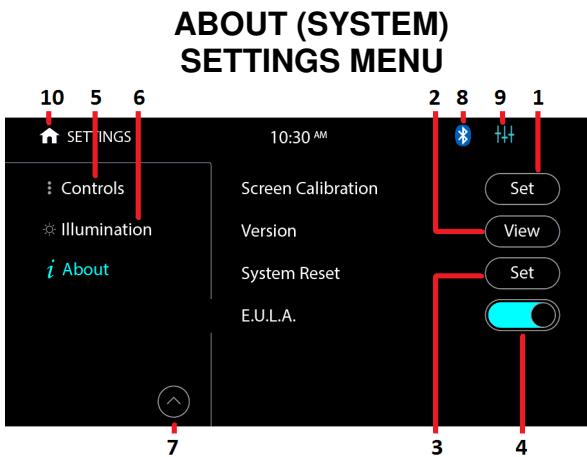 ABOUT (SYSTEM)
SETTINGS MENU
10 5 6 2 8 9 1
SETTINGS 10:30 AM
Controls Screen Calibration Set
Illumination Version View
i About System Reset Set
E.U.L.A.
7 3 4